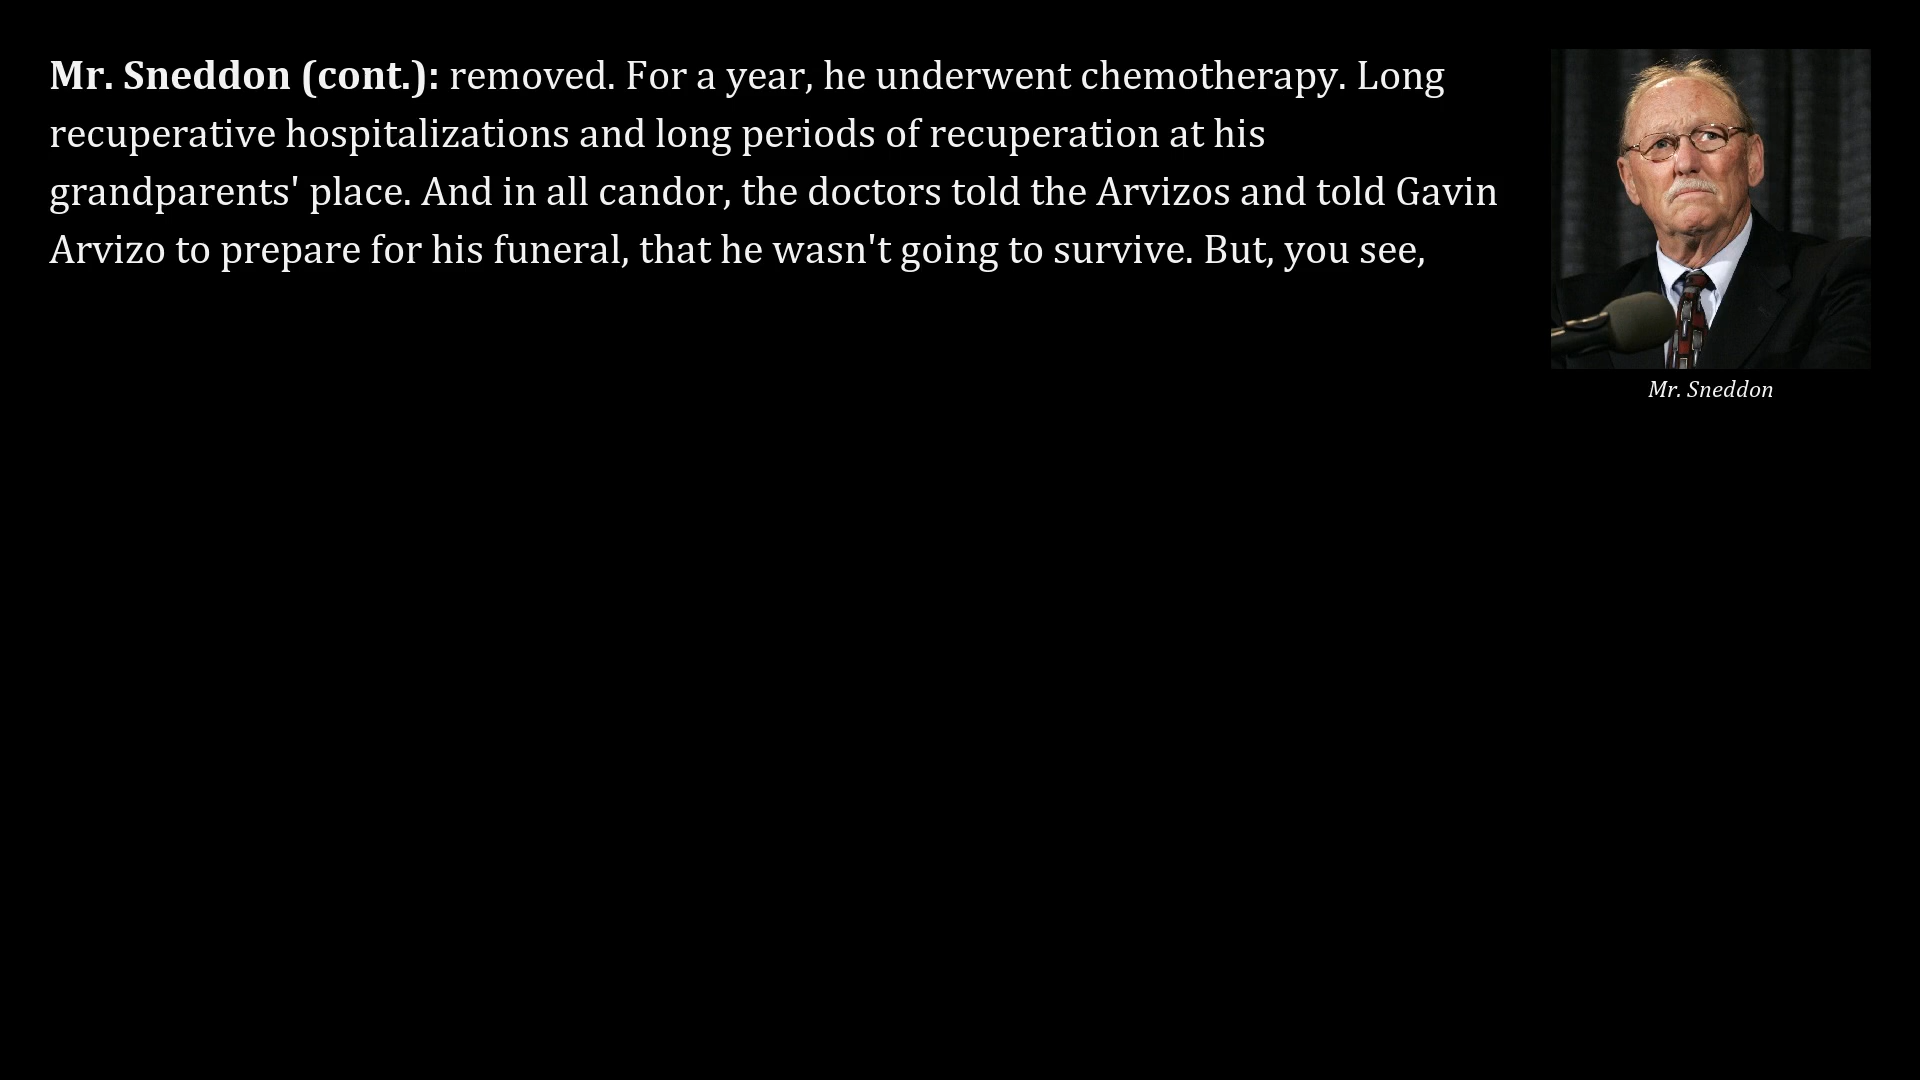 Mr. Sneddon (cont.): removed. For a year, he underwent chemotherapy. Long
recuperative hospitalizations and long periods of recuperation at his
grandparents' place. And in all candor, the doctors told the Arvizos and told Gavin
Arvizo to prepare for his funeral, that he wasn't going to survive. But, you see,
Mr. Sneddon